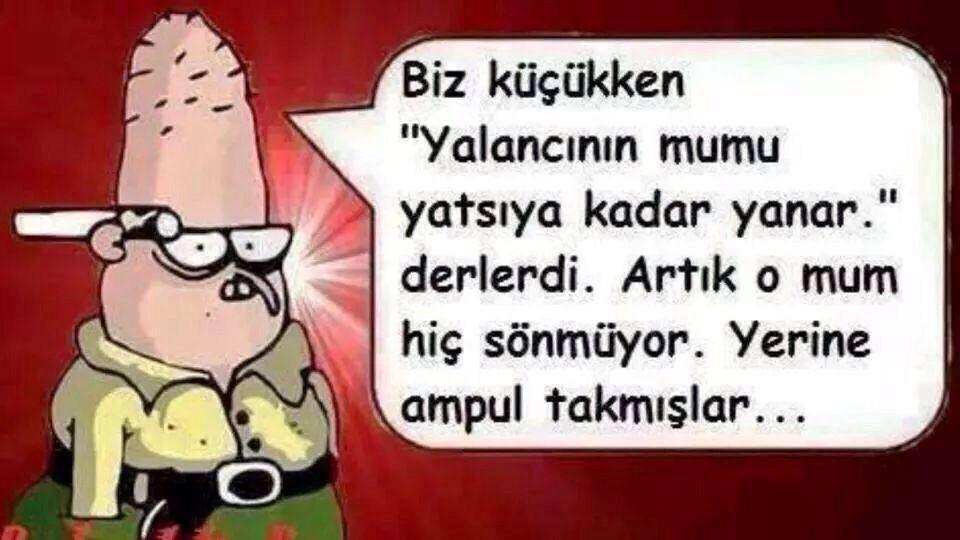 Biz küçükken
"Yalancının mumu
yatsıya kadar yanar."
derlerdi. Artık o mum
hiç sönmüyor. Yerine
ampul takmışlar...